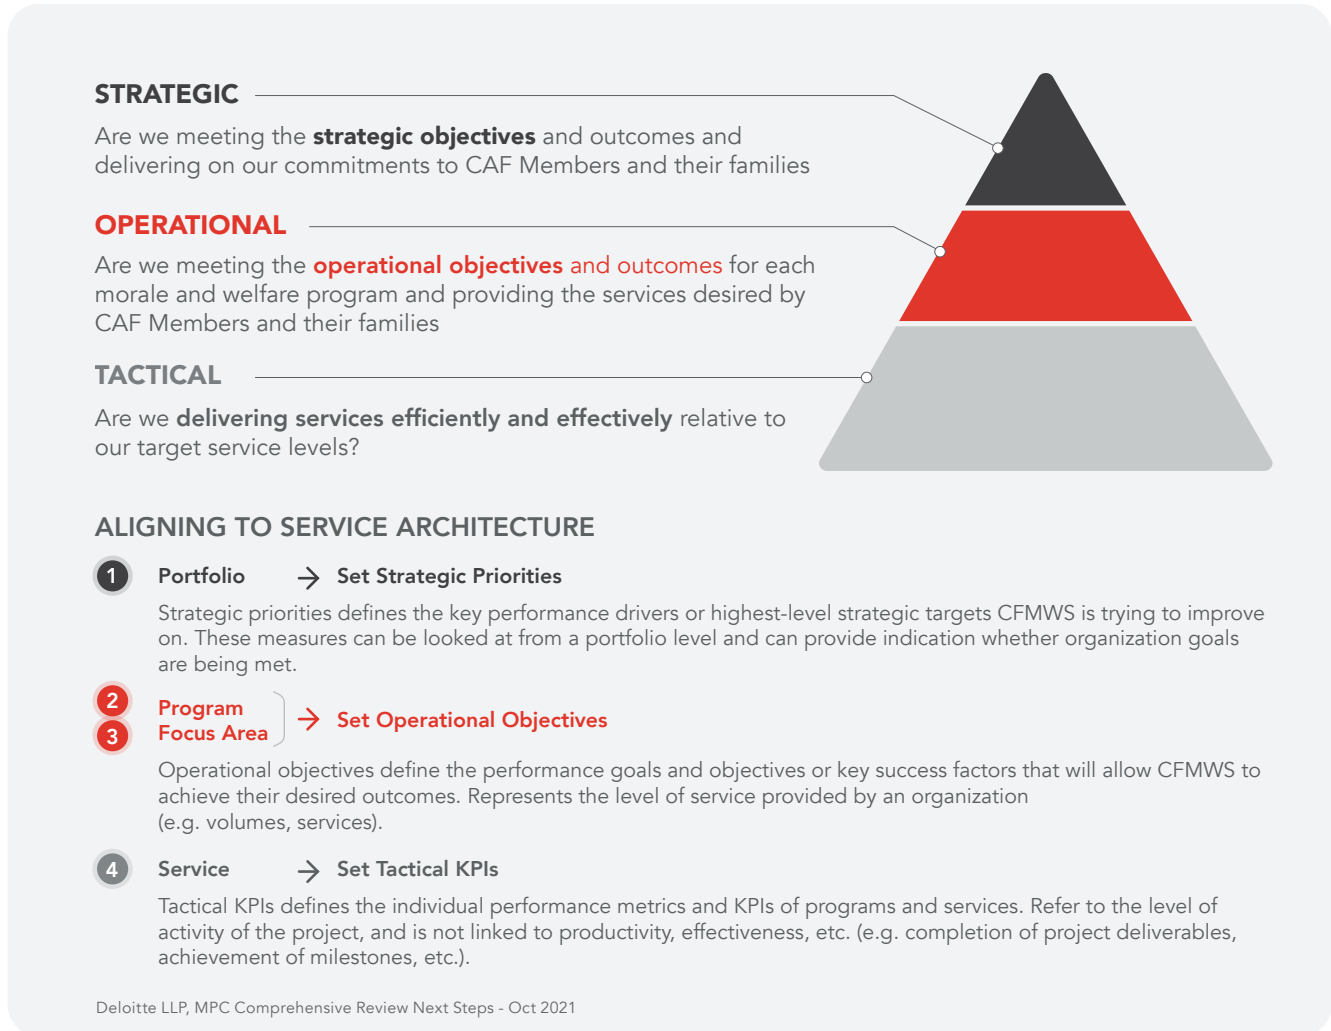 STRATEGIC
Are we meeting the strategic objectives and outcomes and
delivering on our commitments to CAF Members and their families
OPERATIONAL
Are we meeting the operational objectives and outcomes for each
morale and welfare program and providing the services desired by
CAF Members and their families
TACTICAL
Are we delivering services efficiently and effectively relative to
our target service levels?
ALIGNING TO SERVICE ARCHITECTURE
1 Portfolio → Set Strategic Priorities
Strategic priorities defines the key performance drivers or highest-level strategic targets CFMWS is trying to improve
on. These measures can be looked at from a portfolio level and can provide indication whether organization goals
are being met.
2 Program
3 Focus Area → Set Operational Objectives
Operational objectives define the performance goals and objectives or key success factors that will allow CFMWS to
achieve their desired outcomes. Represents the level of service provided by an organization
(e.g. volumes, services).
4 Service → Set Tactical KPIs
Tactical KPIs defines the individual performance metrics and KPIs of programs and services. Refer to the level of
activity of the project, and is not linked to productivity, effectiveness, etc. (e.g. completion of project deliverables,
achievement of milestones, etc.).
Deloitte LLP, MPC Comprehensive Review Next Steps - Oct 2021